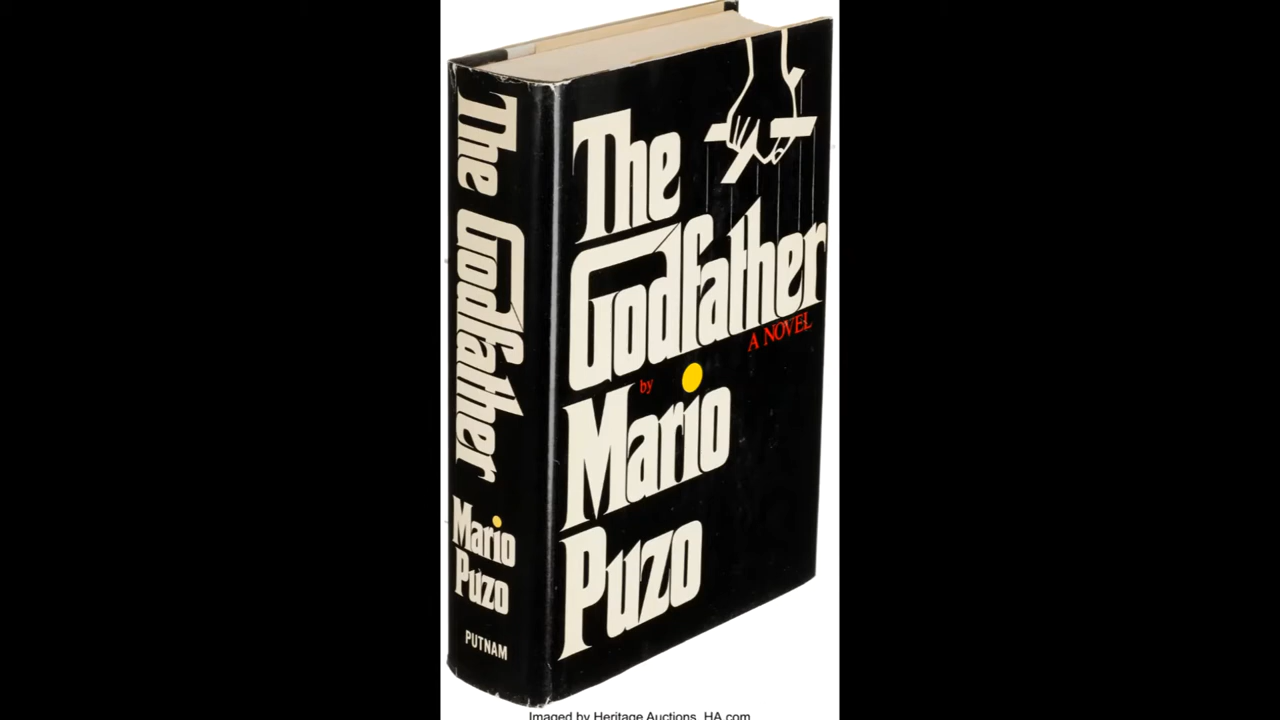 The Godfather
Mario
Puzo
PUTNAM
The
Godfather
A NOVEL
by
Mario
Puzo
Imaged by Heritage Auctions, HA.com